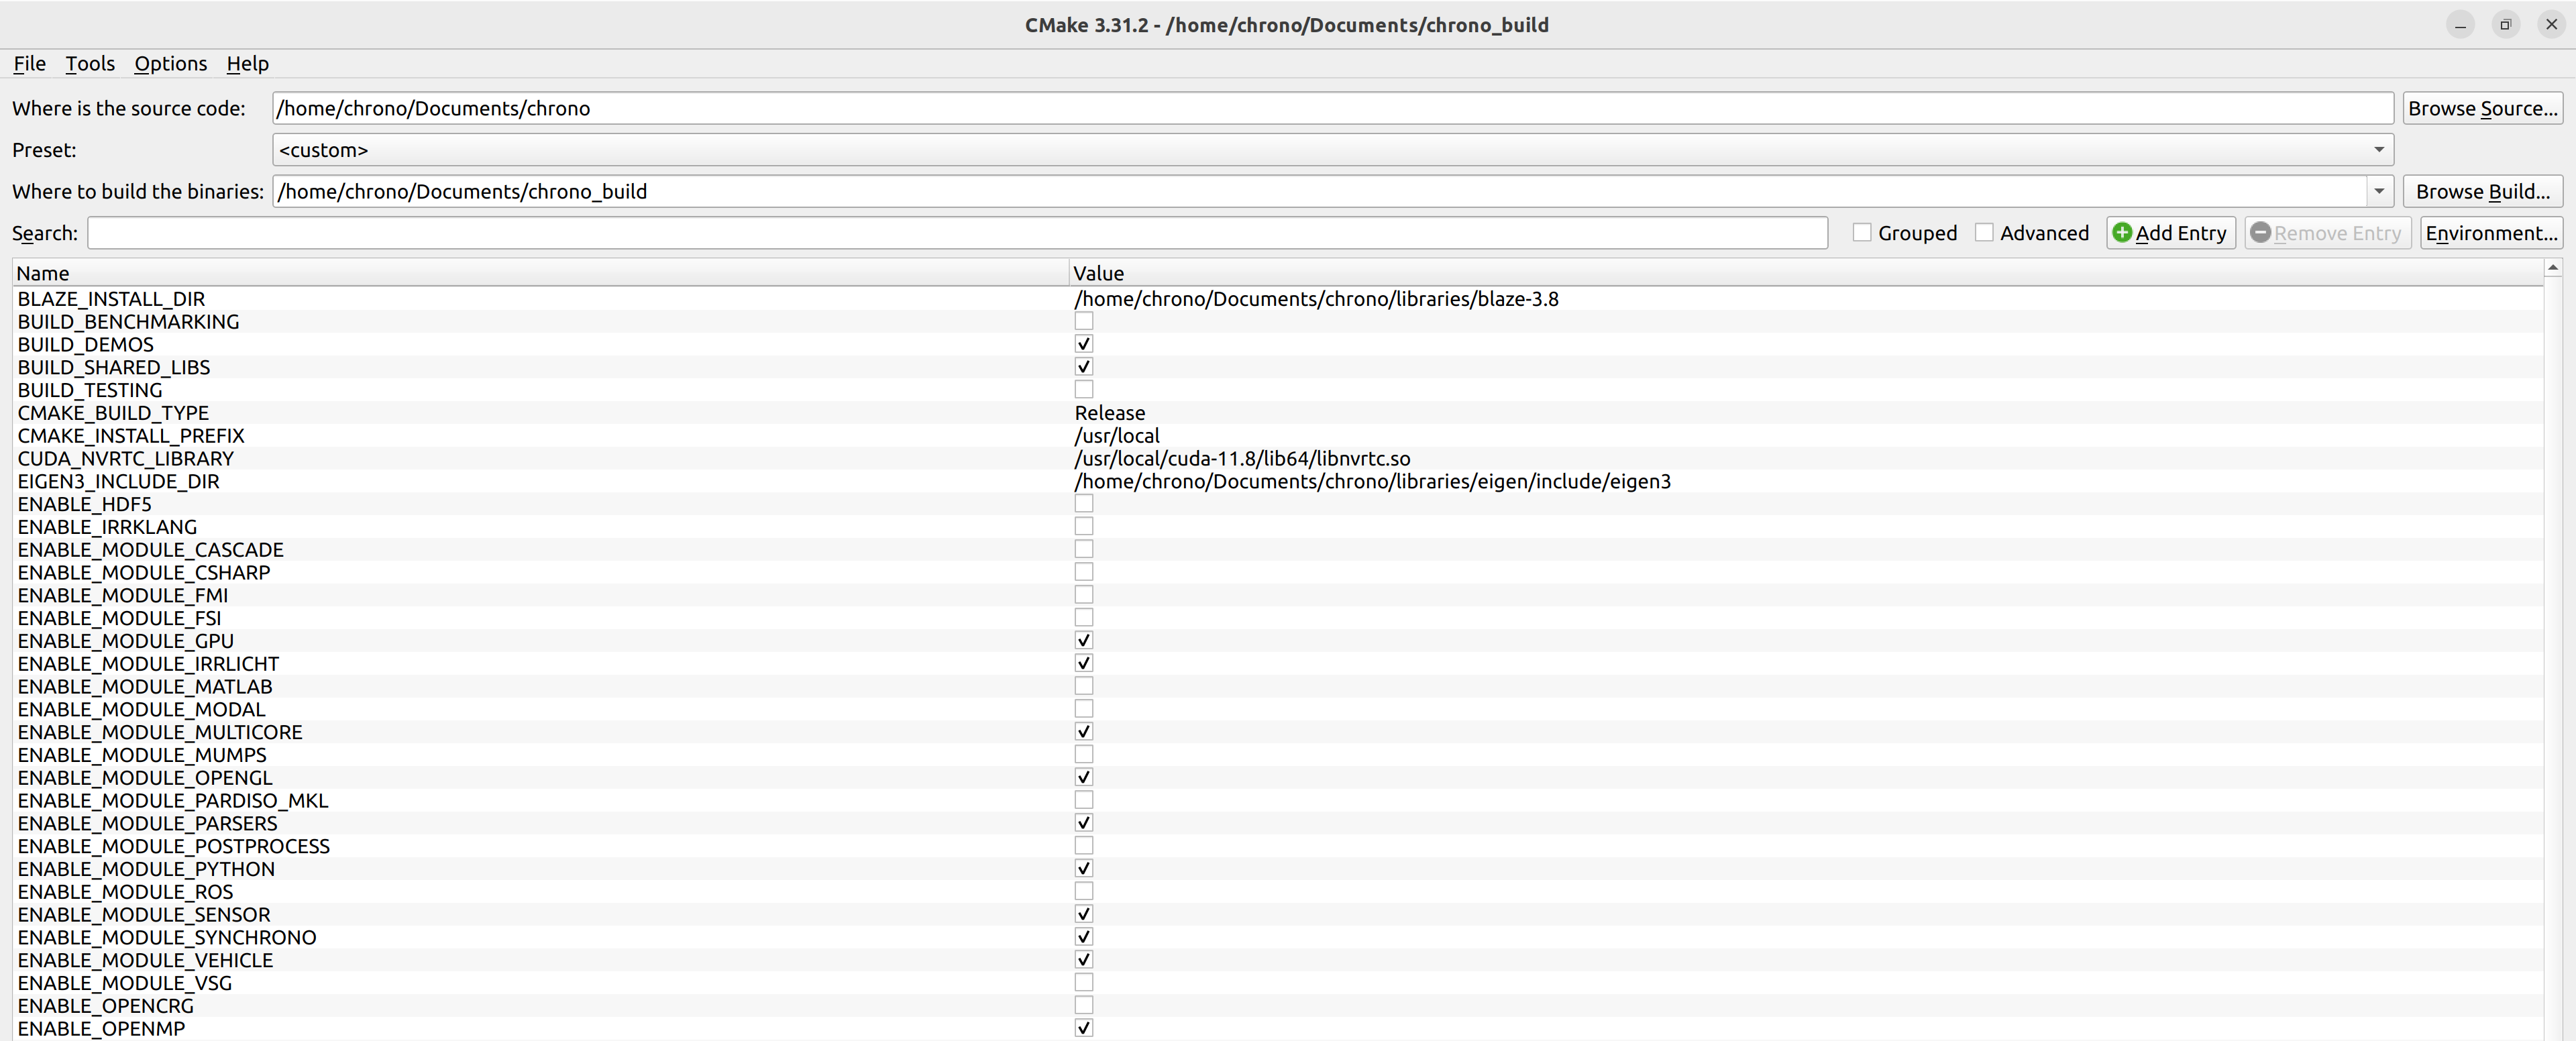 CMake 3.31.2 - /home/chrono/Documents/chrono_build
File Tools Options Help
Where is the source code: /home/chrono/Documents/chrono Browse Source...
Preset: <custom>
Where to build the binaries: /home/chrono/Documents/chrono_build Browse Build...
Search: Grouped Advanced Add Entry Remove Entry Environment...
Name Value
BLAZE_INSTALL_DIR /home/chrono/Documents/chrono/libraries/blaze-3.8
BUILD_BENCHMARKING
BUILD_DEMOS
BUILD_SHARED_LIBS
BUILD_TESTING
CMAKE_BUILD_TYPE Release
CMAKE_INSTALL_PREFIX /usr/local
CUDA_NVRTC_LIBRARY /usr/local/cuda-11.8/lib64/libnvrtc.so
EIGEN3_INCLUDE_DIR /home/chrono/Documents/chrono/libraries/eigen/include/eigen3
ENABLE_HDF5
ENABLE_IRRKLANG
ENABLE_MODULE_CASCADE
ENABLE_MODULE_CSHARP
ENABLE_MODULE_FMI
ENABLE_MODULE_FSI
ENABLE_MODULE_GPU
ENABLE_MODULE_IRRLICHT
ENABLE_MODULE_MATLAB
ENABLE_MODULE_MODAL
ENABLE_MODULE_MULTICORE
ENABLE_MODULE_MUMPS
ENABLE_MODULE_OPENGL
ENABLE_MODULE_PARDISO_MKL
ENABLE_MODULE_PARSERS
ENABLE_MODULE_POSTPROCESS
ENABLE_MODULE_PYTHON
ENABLE_MODULE_ROS
ENABLE_MODULE_SENSOR
ENABLE_MODULE_SYNCHRONO
ENABLE_MODULE_VEHICLE
ENABLE_MODULE_VSG
ENABLE_OPENCRG
ENABLE_OPENMP